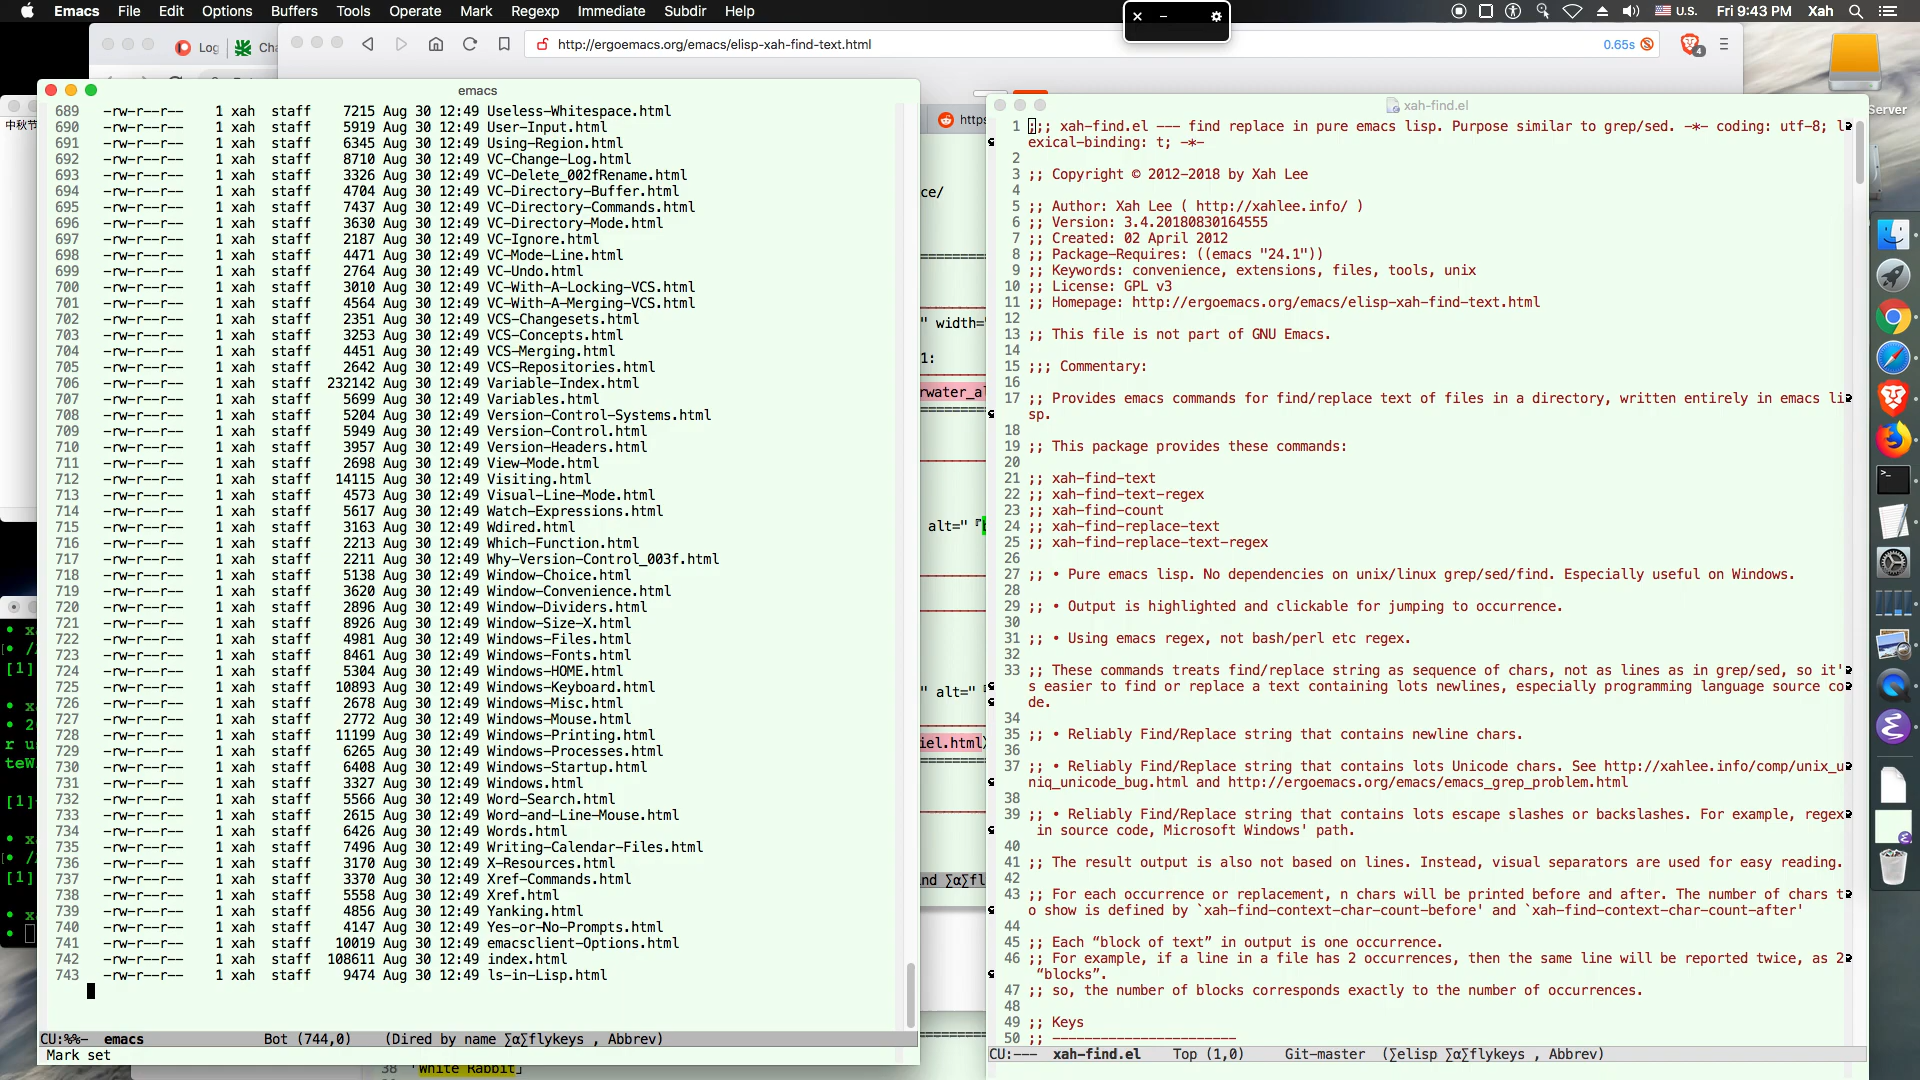 Emacs File Edit Options Buffers Tools Operate Mark Regexp Immediate Subdir Help
U.S. Fri 9:43 PM Xah
Log
http://ergoemacs.org/emacs/elisp-xah-find-text.html
0.65s
4
emacs
689 -rw-r--r-- 1 xah staff 7215 Aug 30 12:49 Useless-Whitespace.html
690 -rw-r--r-- 1 xah staff 5919 Aug 30 12:49 User-Input.html
691 -rw-r--r-- 1 xah staff 6345 Aug 30 12:49 Using-Region.html
692 -rw-r--r-- 1 xah staff 8710 Aug 30 12:49 VC-Change-Log.html
693 -rw-r--r-- 1 xah staff 3326 Aug 30 12:49 VC-Delete_002fRename.html
694 -rw-r--r-- 1 xah staff 4704 Aug 30 12:49 VC-Directory-Buffer.html
695 -rw-r--r-- 1 xah staff 7437 Aug 30 12:49 VC-Directory-Commands.html
696 -rw-r--r-- 1 xah staff 3630 Aug 30 12:49 VC-Directory-Mode.html
697 -rw-r--r-- 1 xah staff 2187 Aug 30 12:49 VC-Ignore.html
698 -rw-r--r-- 1 xah staff 4471 Aug 30 12:49 VC-Mode-Line.html
699 -rw-r--r-- 1 xah staff 2764 Aug 30 12:49 VC-Undo.html
700 -rw-r--r-- 1 xah staff 3010 Aug 30 12:49 VC-With-A-Locking-VCS.html
701 -rw-r--r-- 1 xah staff 4564 Aug 30 12:49 VC-With-A-Merging-VCS.html
702 -rw-r--r-- 1 xah staff 2351 Aug 30 12:49 VCS-Changesets.html
703 -rw-r--r-- 1 xah staff 3253 Aug 30 12:49 VCS-Concepts.html
704 -rw-r--r-- 1 xah staff 4451 Aug 30 12:49 VCS-Merging.html
705 -rw-r--r-- 1 xah staff 2642 Aug 30 12:49 VCS-Repositories.html
706 -rw-r--r-- 1 xah staff 232142 Aug 30 12:49 Variable-Index.html
707 -rw-r--r-- 1 xah staff 5699 Aug 30 12:49 Variables.html
708 -rw-r--r-- 1 xah staff 5204 Aug 30 12:49 Version-Control-Systems.html
709 -rw-r--r-- 1 xah staff 5949 Aug 30 12:49 Version-Control.html
710 -rw-r--r-- 1 xah staff 3957 Aug 30 12:49 Version-Headers.html
711 -rw-r--r-- 1 xah staff 2698 Aug 30 12:49 View-Mode.html
712 -rw-r--r-- 1 xah staff 14115 Aug 30 12:49 Visiting.html
713 -rw-r--r-- 1 xah staff 4573 Aug 30 12:49 Visual-Line-Mode.html
714 -rw-r--r-- 1 xah staff 5617 Aug 30 12:49 Watch-Expressions.html
715 -rw-r--r-- 1 xah staff 3163 Aug 30 12:49 Wdired.html
716 -rw-r--r-- 1 xah staff 2213 Aug 30 12:49 Which-Function.html
717 -rw-r--r-- 1 xah staff 2211 Aug 30 12:49 Why-Version-Control_003f.html
718 -rw-r--r-- 1 xah staff 5138 Aug 30 12:49 Window-Choice.html
719 -rw-r--r-- 1 xah staff 3620 Aug 30 12:49 Window-Convenience.html
720 -rw-r--r-- 1 xah staff 2896 Aug 30 12:49 Window-Dividers.html
721 -rw-r--r-- 1 xah staff 8926 Aug 30 12:49 Window-Size-X.html
722 -rw-r--r-- 1 xah staff 4981 Aug 30 12:49 Windows-Files.html
723 -rw-r--r-- 1 xah staff 8461 Aug 30 12:49 Windows-Fonts.html
724 -rw-r--r-- 1 xah staff 5304 Aug 30 12:49 Windows-HOME.html
725 -rw-r--r-- 1 xah staff 10893 Aug 30 12:49 Windows-Keyboard.html
726 -rw-r--r-- 1 xah staff 2678 Aug 30 12:49 Windows-Misc.html
727 -rw-r--r-- 1 xah staff 2772 Aug 30 12:49 Windows-Mouse.html
728 -rw-r--r-- 1 xah staff 11199 Aug 30 12:49 Windows-Printing.html
729 -rw-r--r-- 1 xah staff 6265 Aug 30 12:49 Windows-Processes.html
730 -rw-r--r-- 1 xah staff 6408 Aug 30 12:49 Windows-Startup.html
731 -rw-r--r-- 1 xah staff 3327 Aug 30 12:49 Windows.html
732 -rw-r--r-- 1 xah staff 5566 Aug 30 12:49 Word-Search.html
733 -rw-r--r-- 1 xah staff 2615 Aug 30 12:49 Word-and-Line-Mouse.html
734 -rw-r--r-- 1 xah staff 6426 Aug 30 12:49 Words.html
735 -rw-r--r-- 1 xah staff 7496 Aug 30 12:49 Writing-Calendar-Files.html
736 -rw-r--r-- 1 xah staff 3170 Aug 30 12:49 X-Resources.html
737 -rw-r--r-- 1 xah staff 3370 Aug 30 12:49 Xref-Commands.html
738 -rw-r--r-- 1 xah staff 5558 Aug 30 12:49 Xref.html
739 -rw-r--r-- 1 xah staff 4856 Aug 30 12:49 Yanking.html
740 -rw-r--r-- 1 xah staff 4147 Aug 30 12:49 Yes-or-No-Prompts.html
741 -rw-r--r-- 1 xah staff 10019 Aug 30 12:49 emacsclient-Options.html
742 -rw-r--r-- 1 xah staff 108611 Aug 30 12:49 index.html
743 -rw-r--r-- 1 xah staff 9474 Aug 30 12:49 ls-in-Lisp.html
CU:%%- emacs Bot (744,0) (Dired by name ∑α∑flykeys , Abbrev)
Mark set
38 「White Rabbit」
中秋节
https
ce/
" width="
1:
rwater_al
alt="『
" alt="『
iel.html
nd ∑α∑fl
xah-find.el
1 ;;; xah-find.el --- find replace in pure emacs lisp. Purpose similar to grep/sed. -*- coding: utf-8; l
exical-binding: t; -*-
2
3 ;; Copyright © 2012-2018 by Xah Lee
4
5 ;; Author: Xah Lee ( http://xahlee.info/ )
6 ;; Version: 3.4.20180830164555
7 ;; Created: 02 April 2012
8 ;; Package-Requires: ((emacs "24.1"))
9 ;; Keywords: convenience, extensions, files, tools, unix
10 ;; License: GPL v3
11 ;; Homepage: http://ergoemacs.org/emacs/elisp-xah-find-text.html
12
13 ;; This file is not part of GNU Emacs.
14
15 ;;; Commentary:
16
17 ;; Provides emacs commands for find/replace text of files in a directory, written entirely in emacs li
sp.
18
19 ;; This package provides these commands:
20
21 ;; xah-find-text
22 ;; xah-find-text-regex
23 ;; xah-find-count
24 ;; xah-find-replace-text
25 ;; xah-find-replace-text-regex
26
27 ;; • Pure emacs lisp. No dependencies on unix/linux grep/sed/find. Especially useful on Windows.
28
29 ;; • Output is highlighted and clickable for jumping to occurrence.
30
31 ;; • Using emacs regex, not bash/perl etc regex.
32
33 ;; These commands treats find/replace string as sequence of chars, not as lines as in grep/sed, so it'
s easier to find or replace a text containing lots newlines, especially programming language source co
de.
34
35 ;; • Reliably Find/Replace string that contains newline chars.
36
37 ;; • Reliably Find/Replace string that contains lots Unicode chars. See http://xahlee.info/comp/unix_u
niq_unicode_bug.html and http://ergoemacs.org/emacs/emacs_grep_problem.html
38
39 ;; • Reliably Find/Replace string that contains lots escape slashes or backslashes. For example, regex
in source code, Microsoft Windows' path.
40
41 ;; The result output is also not based on lines. Instead, visual separators are used for easy reading.
42
43 ;; For each occurrence or replacement, n chars will be printed before and after. The number of chars t
o show is defined by `xah-find-context-char-count-before' and `xah-find-context-char-count-after'
44
45 ;; Each “block of text” in output is one occurrence.
46 ;; For example, if a line in a file has 2 occurrences, then the same line will be reported twice, as 2
“blocks”.
47 ;; so, the number of blocks corresponds exactly to the number of occurrences.
48
49 ;; Keys
50 ;; -----------------------
CU:--- xah-find.el Top (1,0) Git-master (∑elisp ∑α∑flykeys , Abbrev)
Server